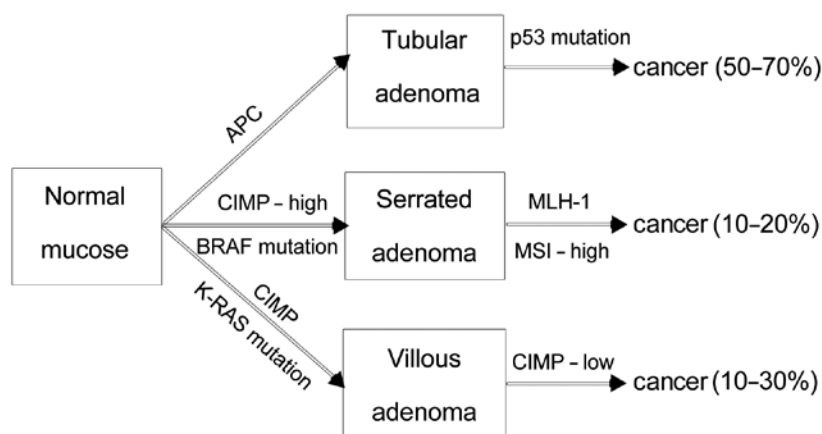 Tubular
adenoma
p53 mutation
cancer (50–70%)
APC
Normal
mucose
CIMP – high
BRAF mutation
Serrated
adenoma
MLH-1
MSI – high
cancer (10–20%)
CIMP
K-RAS mutation
Villous
adenoma
CIMP – low
cancer (10–30%)